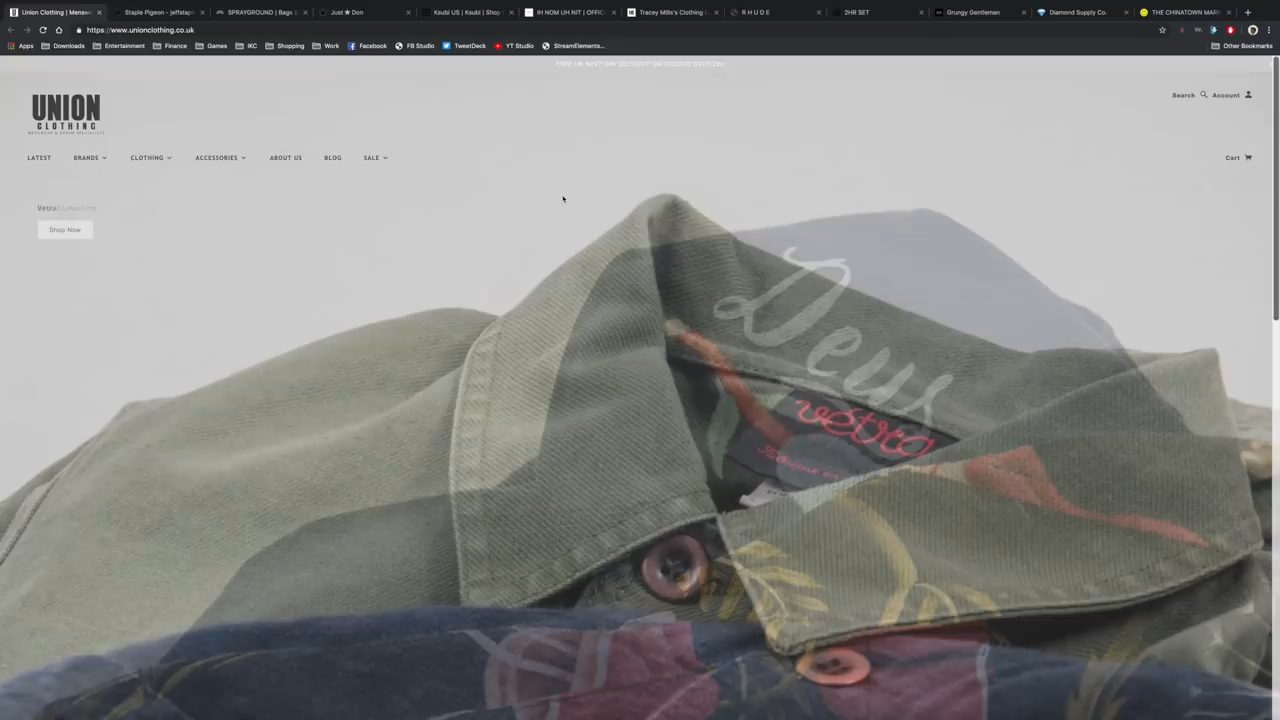 Union Clothing | Mensw
Staple Pigeon - jeffstap
SPRAYGROUND | Bags &
Just ★ Don
Ksubi US | Ksubi | Shop
IH NOM UH NIT | OFFIC
Tracey Mills's Clothing L
R H U D E
2HR SET
Grungy Gentleman
Diamond Supply Co.
THE CHINATOWN MAR
https://www.unionclothing.co.uk
Apps
Downloads
Entertainment
Finance
Games
IKC
Shopping
Work
Facebook
FB Studio
TweetDeck
YT Studio
StreamElements...
Other Bookmarks
UNION
CLOTHING
Search
Account
LATEST
BRANDS
CLOTHING
ACCESSORIES
ABOUT US
BLOG
SALE
Cart
Vetra
Shop Now
Deus
vétra